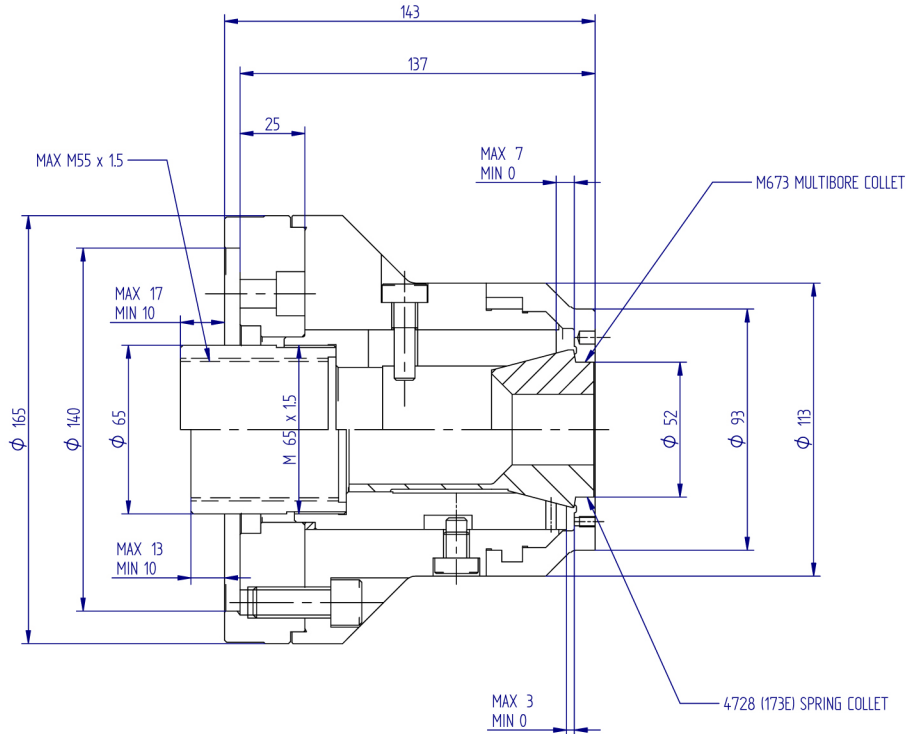 143
137
25
MAX M55 x 1.5
MAX 7
MIN 0
M673 MULTIBORE COLLET
MAX 17
MIN 10
Φ 165
Φ 140
Φ 65
M 65 x 1.5
Φ 52
Φ 93
Φ 113
MAX 13
MIN 10
MAX 3
MIN 0
4728 (173E) SPRING COLLET